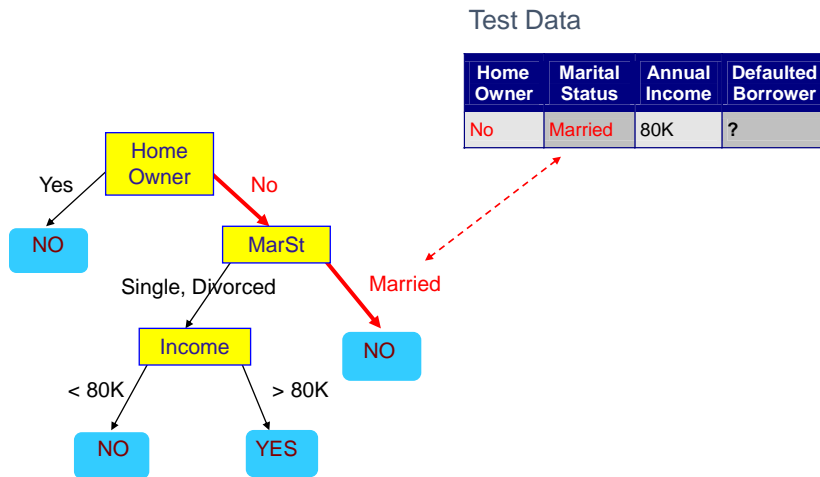 Test Data
Home Owner Marital Status Annual Income Defaulted Borrower
No Married 80K ?
Home
Owner
Yes No
NO
MarSt
Single, Divorced Married
Income NO
< 80K > 80K
NO YES